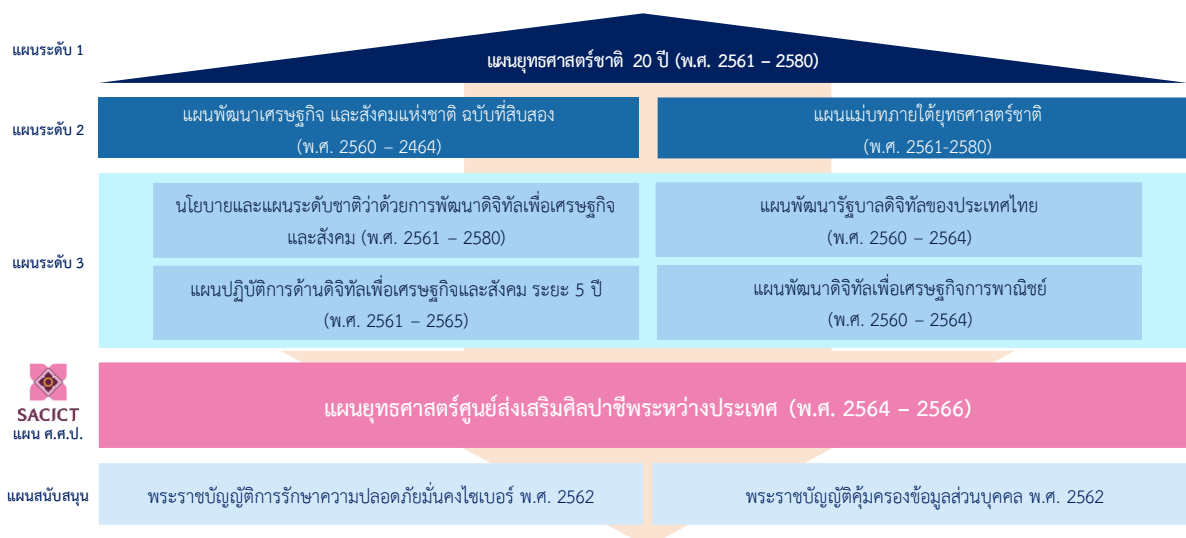 แผนระดับ 1
แผนยุทธศาสตร์ชาติ 20 ปี (พ.ศ. 2561 – 2580)
แผนระดับ 2
แผนพัฒนาเศรษฐกิจ และสังคมแห่งชาติ ฉบับที่สิบสอง
(พ.ศ. 2560 – 2464)
แผนแม่บทภายใต้ยุทธศาสตร์ชาติ
(พ.ศ. 2561-2580)
แผนระดับ 3
นโยบายและแผนระดับชาติว่าด้วยการพัฒนาดิจิทัลเพื่อเศรษฐกิจ
และสังคม (พ.ศ. 2561 – 2580)
แผนพัฒนารัฐบาลดิจิทัลของประเทศไทย
(พ.ศ. 2560 – 2564)
แผนปฏิบัติการด้านดิจิทัลเพื่อเศรษฐกิจและสังคม ระยะ 5 ปี
(พ.ศ. 2561 – 2565)
แผนพัฒนาดิจิทัลเพื่อเศรษฐกิจการพาณิชย์
(พ.ศ. 2560 – 2564)
SACICT
แผน ศ.ศ.ป.
แผนยุทธศาสตร์ศูนย์ส่งเสริมศิลปาชีพระหว่างประเทศ (พ.ศ. 2564 – 2566)
แผนสนับสนุน
พระราชบัญญัติการรักษาความปลอดภัยมั่นคงไซเบอร์ พ.ศ. 2562
พระราชบัญญัติคุ้มครองข้อมูลส่วนบุคคล พ.ศ. 2562